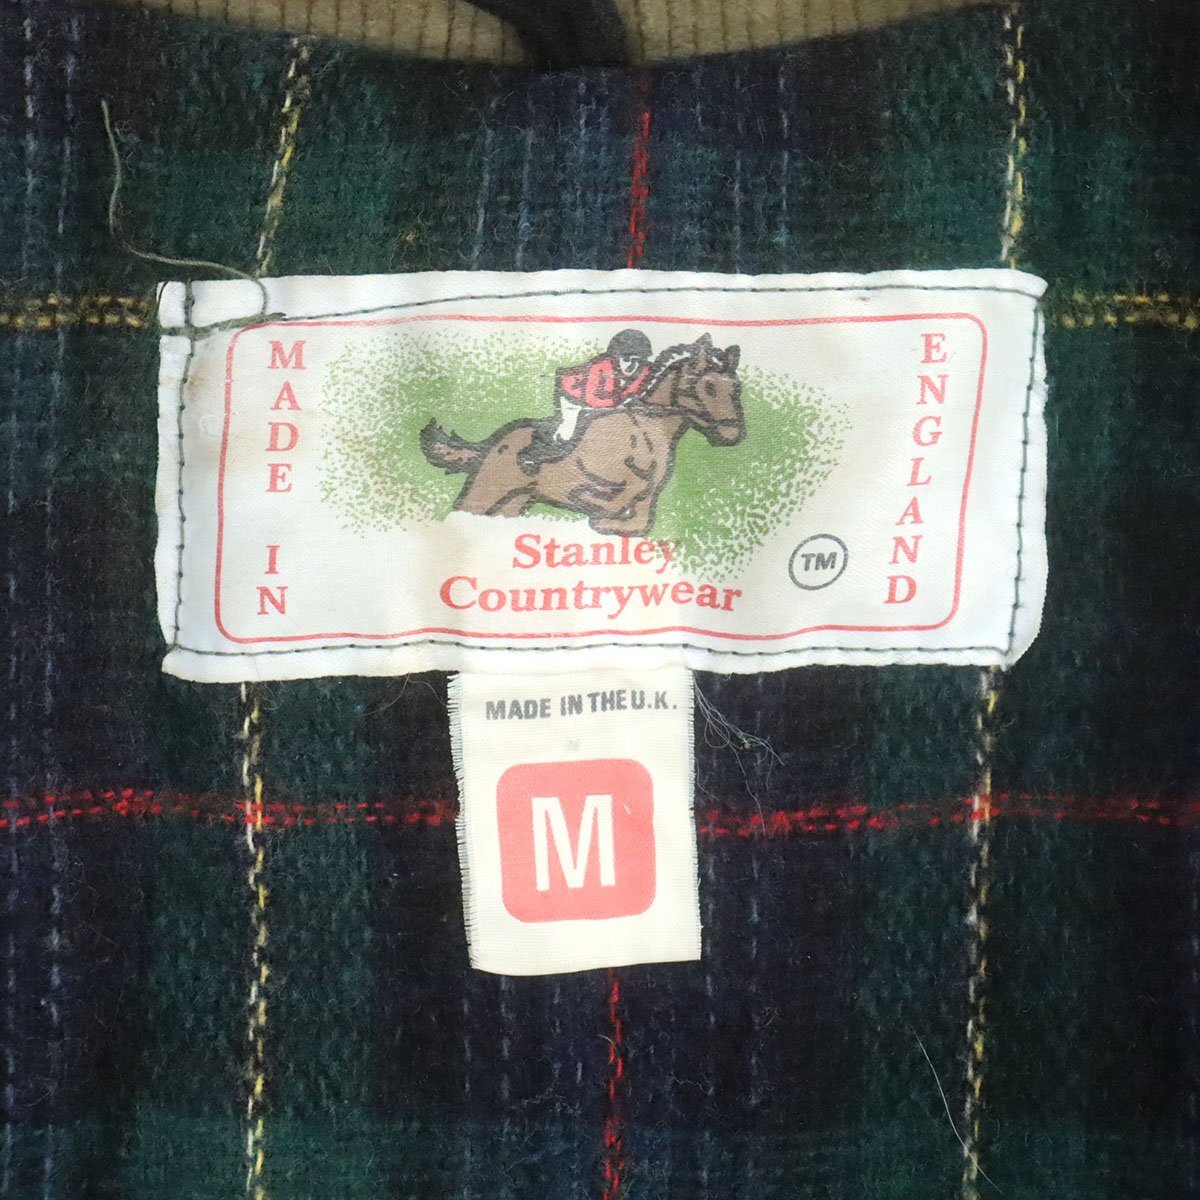 MADE IN
ENGLAND
Stanley
Countrywear
TM
MADE IN THE U.K.
M